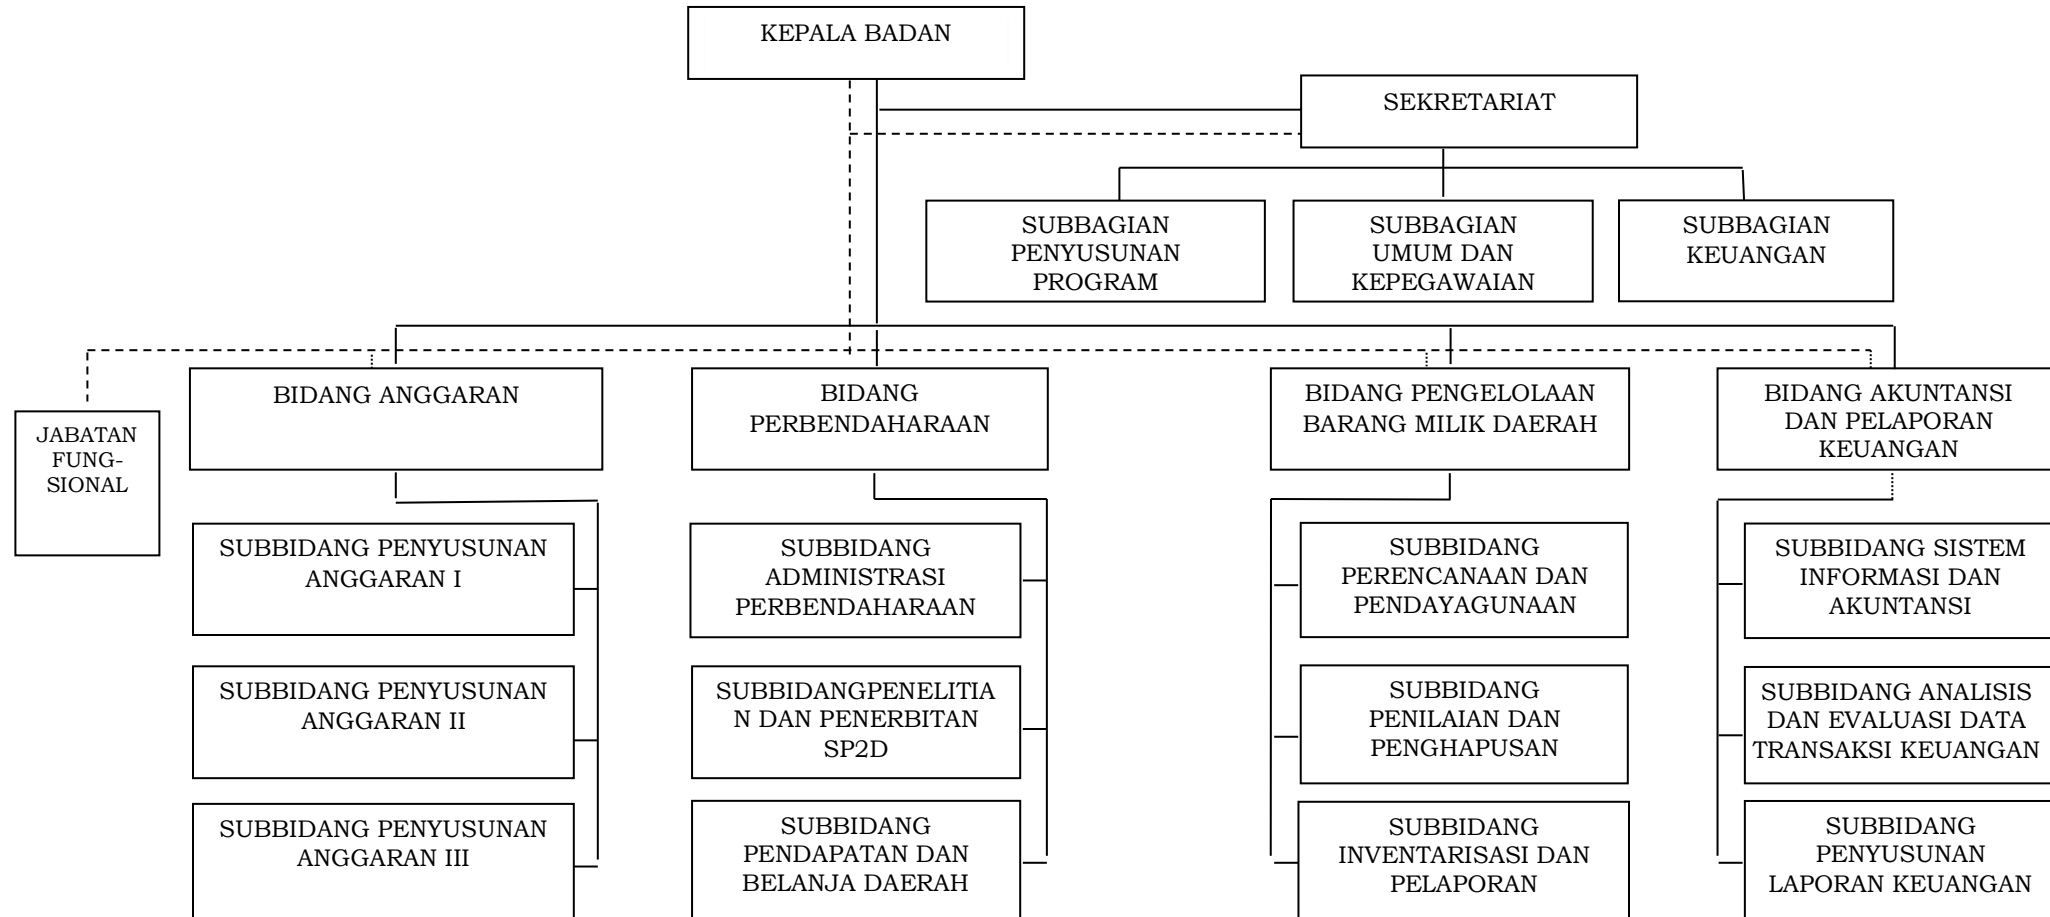 KEPALA BADAN
SEKRETARIAT
SUBBAGIAN
PENYUSUNAN
PROGRAM
SUBBAGIAN
UMUM DAN
KEPEGAWAIAN
SUBBAGIAN
KEUANGAN
JABATAN
FUNG-
SIONAL
BIDANG ANGGARAN
BIDANG
PERBENDAHARAAN
BIDANG PENGELOLAAN
BARANG MILIK DAERAH
BIDANG AKUNTANSI
DAN PELAPORAN
KEUANGAN
SUBBIDANG PENYUSUNAN
ANGGARAN I
SUBBIDANG
ADMINISTRASI
PERBENDAHARAAN
SUBBIDANG
PERENCANAAN DAN
PENDAYAGUNAAN
SUBBIDANG SISTEM
INFORMASI DAN
AKUNTANSI
SUBBIDANG PENYUSUNAN
ANGGARAN II
SUBBIDANGPENELITIA
N DAN PENERBITAN
SP2D
SUBBIDANG
PENILAIAN DAN
PENGHAPUSAN
SUBBIDANG ANALISIS
DAN EVALUASI DATA
TRANSAKSI KEUANGAN
SUBBIDANG PENYUSUNAN
ANGGARAN III
SUBBIDANG
PENDAPATAN DAN
BELANJA DAERAH
SUBBIDANG
INVENTARISASI DAN
PELAPORAN
SUBBIDANG
PENYUSUNAN
LAPORAN KEUANGAN